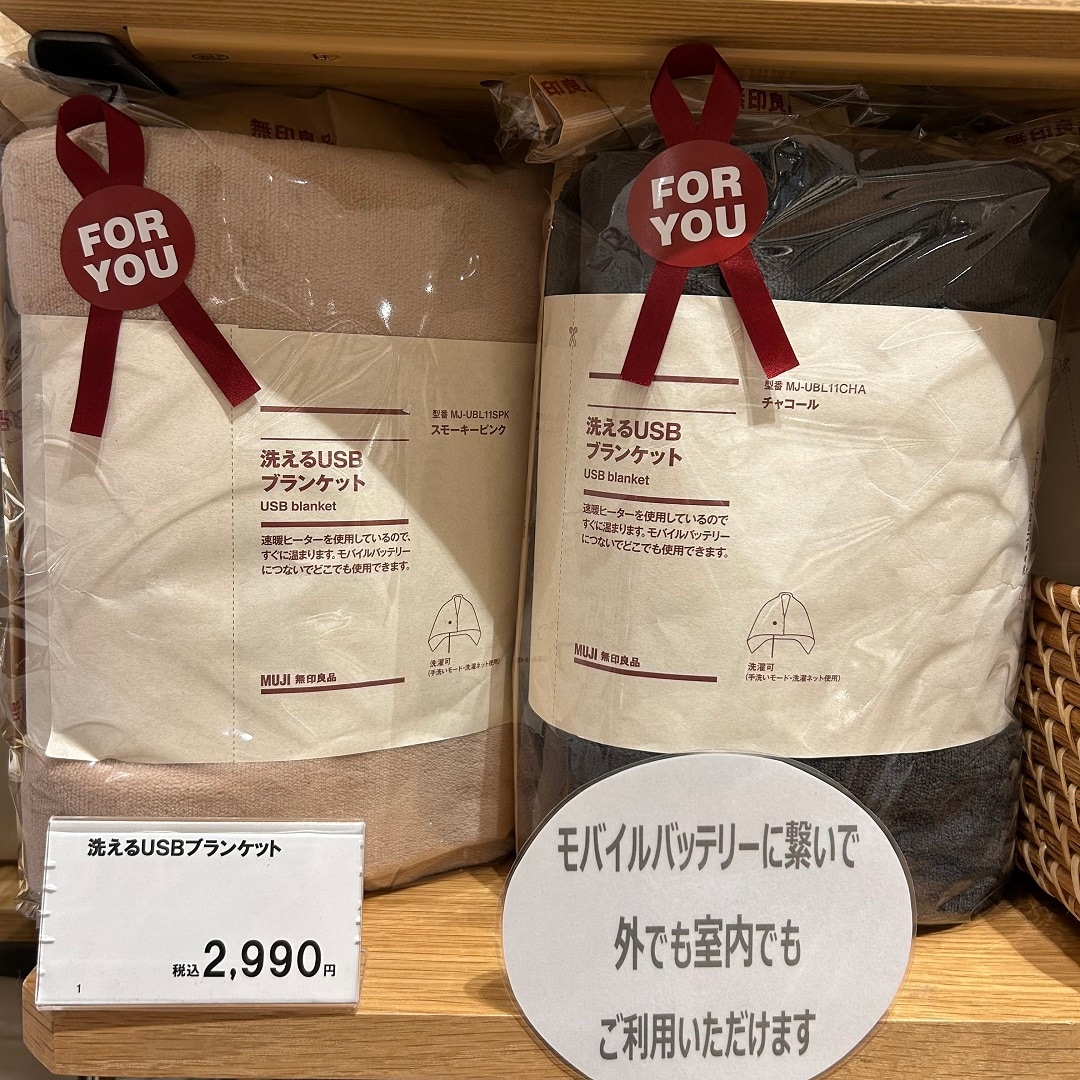 無印良品
印良品
FOR
YOU
FOR
YOU
型番 MJ-UBL11SPK
スモーキーピンク
洗えるUSB
ブランケット
USB blanket
速暖ヒーターを使用しているので、
すぐに温まります。モバイルバッテリー
につないでどこでも使用できます。
洗濯可
(手洗いモード・洗濯ネット使用)
MUJI 無印良品
型番 MJ-UBL11CHA
チャコール
洗えるUSB
ブランケット
USB blanket
速暖ヒーターを使用しているので
すぐに温まります。モバイルバッテリー
につないでどこでも使用できます。
洗濯可
(手洗いモード・洗濯ネット使用)
MUJI 無印良品
洗えるUSBブランケット
税込2,990円
1
モバイルバッテリーに繋いで
外でも室内でも
ご利用いただけます